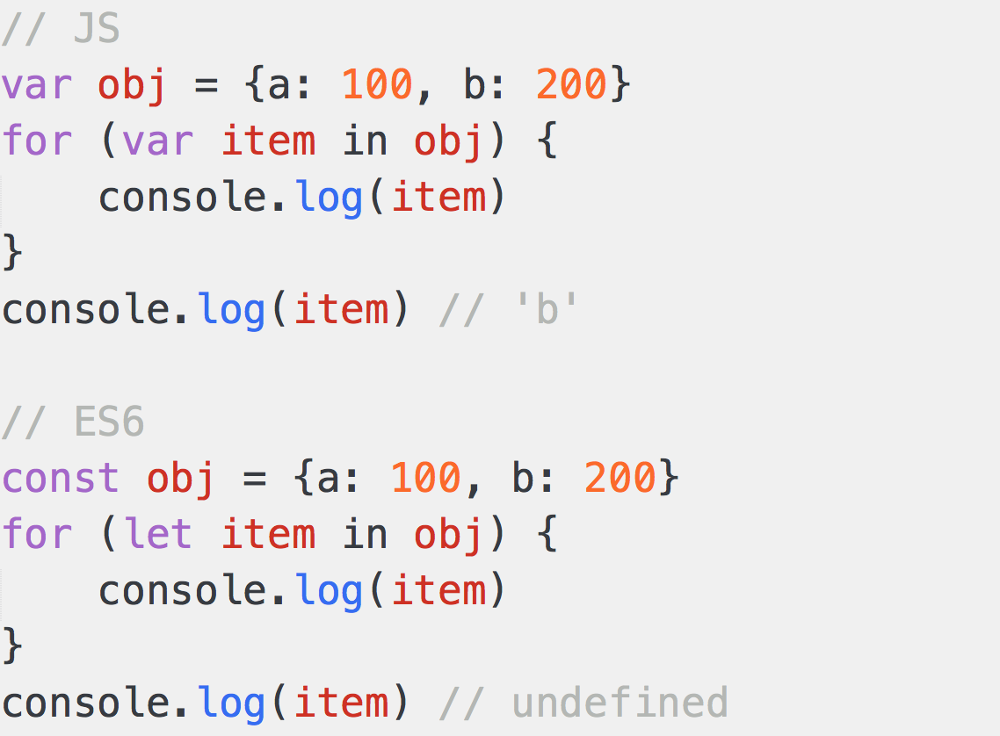 // JS
var obj = {a: 100, b: 200}
for (var item in obj) {
    console.log(item)
}
console.log(item) // 'b'

// ES6
const obj = {a: 100, b: 200}
for (let item in obj) {
    console.log(item)
}
console.log(item) // undefined